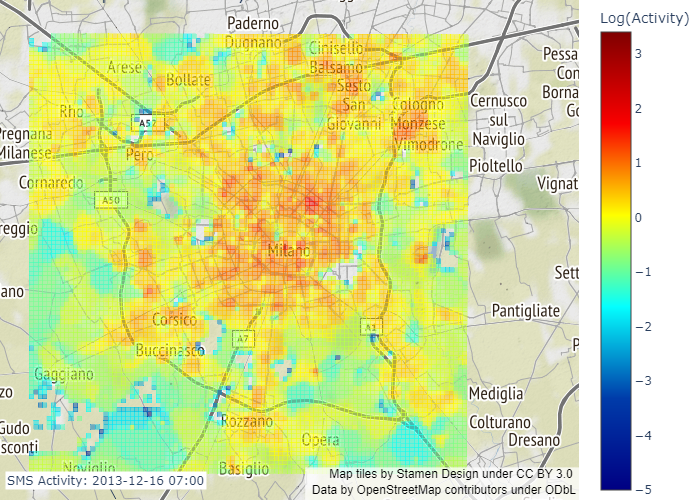 Log(Activity)
3
2
1
0
−1
−2
−3
−4
−5
Paderno
Dugnano
Cinisello
Balsamo
Arese
Bollate
Sesto
San
Giovanni
Cologno
Monzese
Vimodrone
Cernusco
sul
Naviglio
Pessa
Con
Borna
Go
Rho
A52
Pero
Pregnana
Milanese
Pioltello
Cornaredo
Vignat
A50
reggio
Milano
Sett
ano
Pantigliate
Corsico
A7
A1
Buccinasco
P
Gaggiano
zo
Mediglia
Rozzano
Colturano
Gudo
sconti
Opera
Dresano
Noviglio
Basiglio
SMS Activity: 2013-12-16 07:00
Map tiles by Stamen Design under CC BY 3.0
Data by OpenStreetMap contributors under ODbL